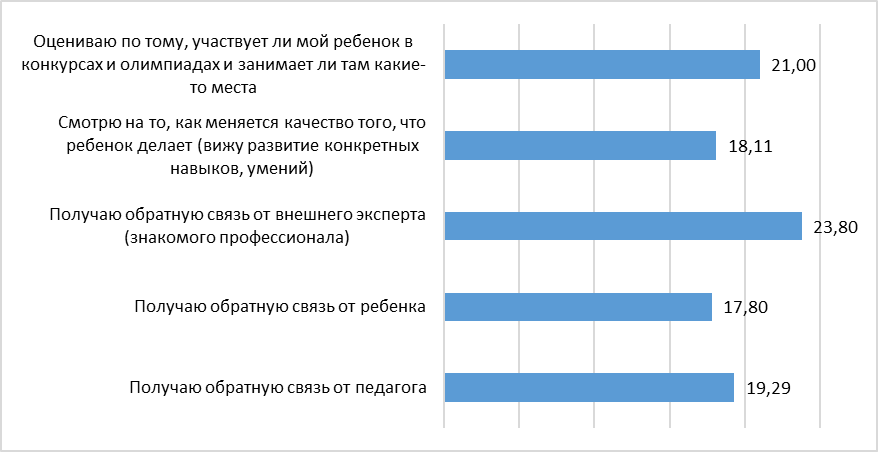 Оцениваю по тому, участвует ли мой ребенок в
конкурсах и олимпиадах и занимает ли там какие-
то места
21,00
Смотрю на то, как меняется качество того, что
ребенок делает (вижу развитие конкретных
навыков, умений)
18,11
Получаю обратную связь от внешнего эксперта
(знакомого профессионала)
23,80
Получаю обратную связь от ребенка
17,80
Получаю обратную связь от педагога
19,29